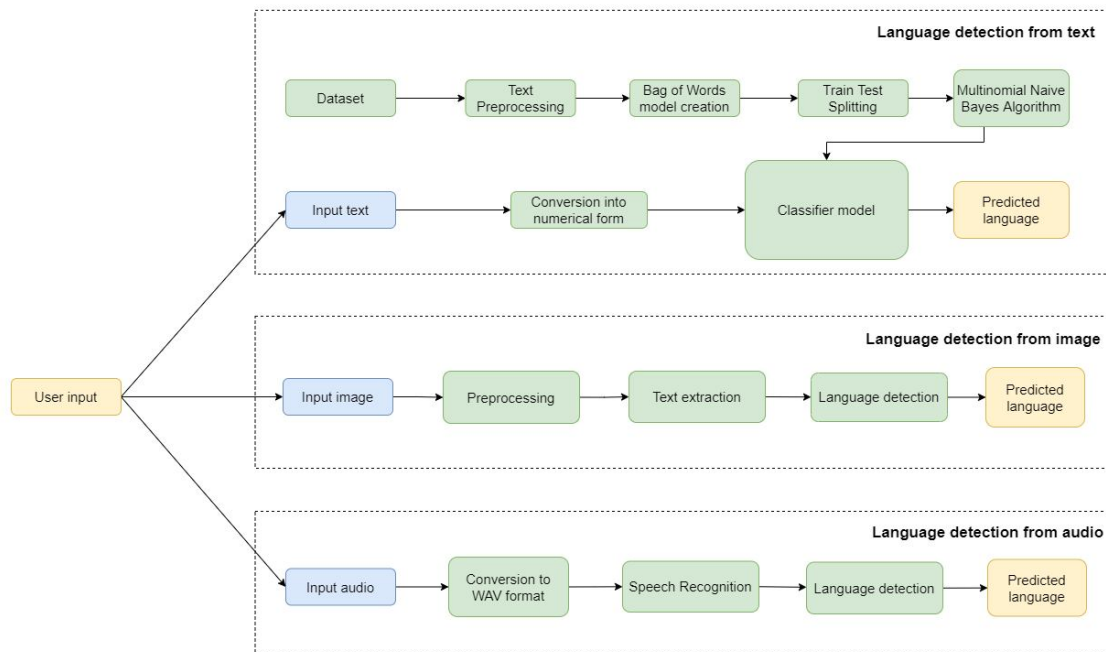 Language detection from text
Dataset
Text
Preprocessing
Bag of Words
model creation
Train Test
Splitting
Multinomial Naive
Bayes Algorithm
Input text
Conversion into
numerical form
Classifier model
Predicted
language
Language detection from image
User input
Input image
Preprocessing
Text extraction
Language detection
Predicted
language
Language detection from audio
Input audio
Conversion to
WAV format
Speech Recognition
Language detection
Predicted
language